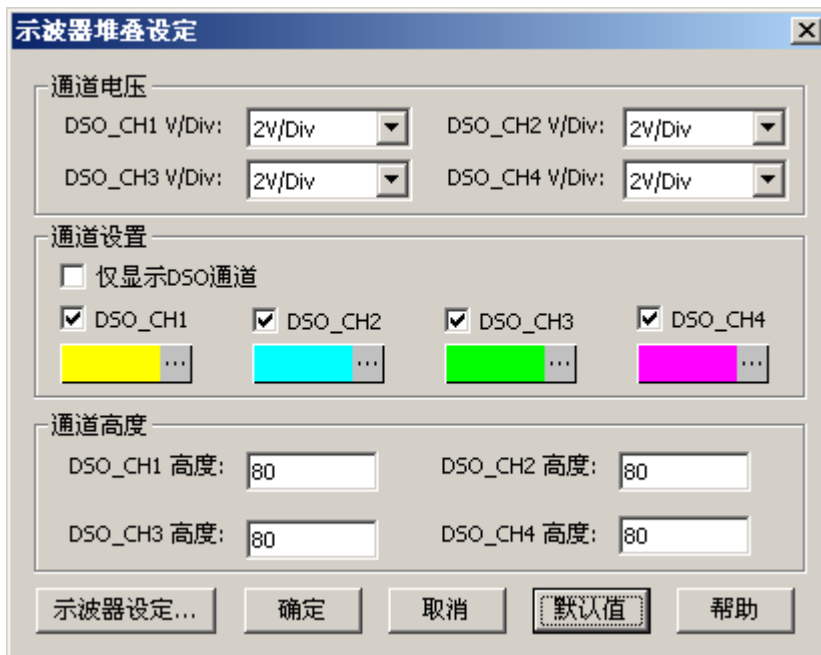 示波器堆叠设定
通道电压
DSO_CH1 V/Div: 2V/Div DSO_CH2 V/Div: 2V/Div
DSO_CH3 V/Div: 2V/Div DSO_CH4 V/Div: 2V/Div
通道设置
仅显示DSO通道
DSO_CH1 DSO_CH2 DSO_CH3 DSO_CH4
... ... ... ...
通道高度
DSO_CH1 高度: 80 DSO_CH2 高度: 80
DSO_CH3 高度: 80 DSO_CH4 高度: 80
示波器设定... 确定 取消 默认值 帮助